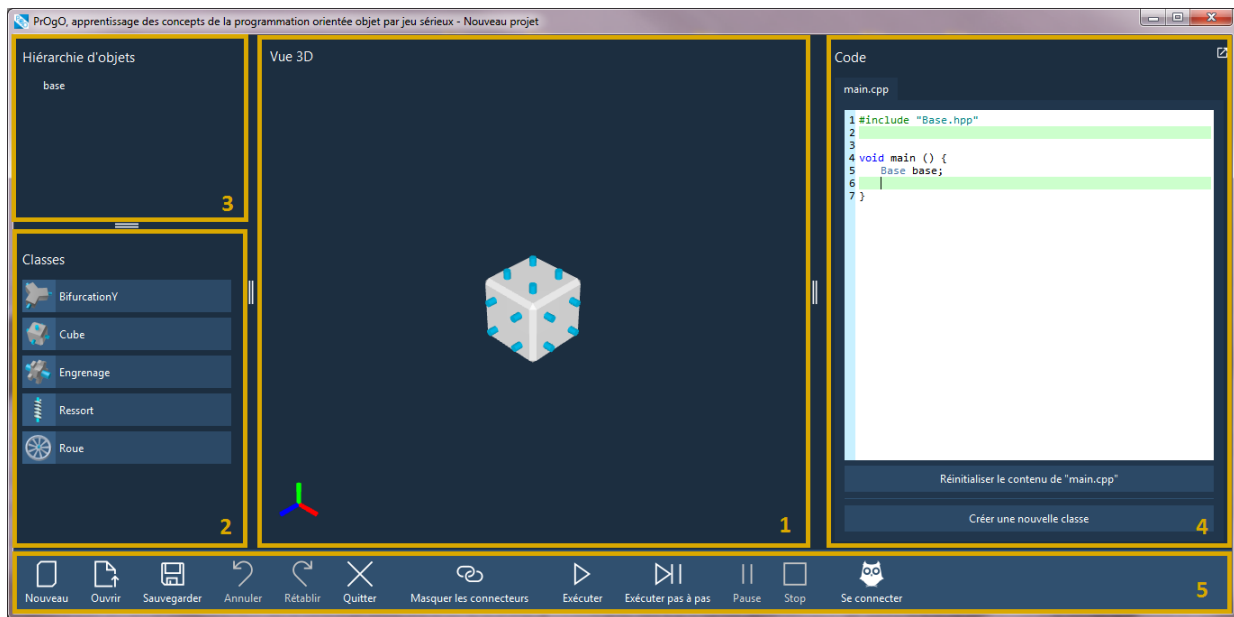 PrOgO, apprentissage des concepts de la programmation orientée objet par jeu sérieux - Nouveau projet
Hiérarchie d'objets
base
3
Classes
BifurcationY
Cube
Engrenage
Ressort
Roue
2
Vue 3D
1
Code
main.cpp
1 #include "Base.hpp"
2
3
4 void main () {
5 Base base;
6
7 }
Réinitialiser le contenu de "main.cpp"
Créer une nouvelle classe
4
Nouveau
Ouvrir
Sauvegarder
Annuler
Rétablir
Quitter
Masquer les connecteurs
Exécuter
Exécuter pas à pas
Pause
Stop
Se connecter
5